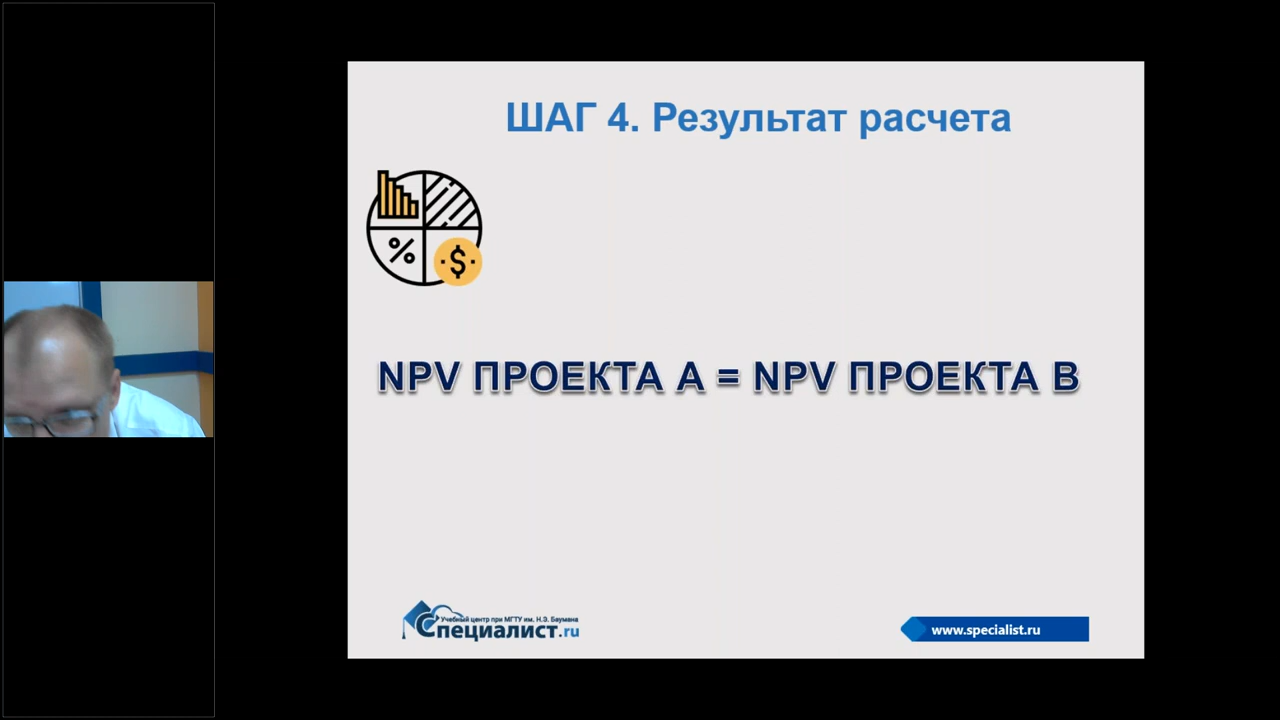 ШАГ 4. Результат расчета
%
$
NPV ПРОЕКТА А = NPV ПРОЕКТА В
Учебный центр при МГТУ им. Н.Э. Баумана
Специалист.ru
www.specialist.ru